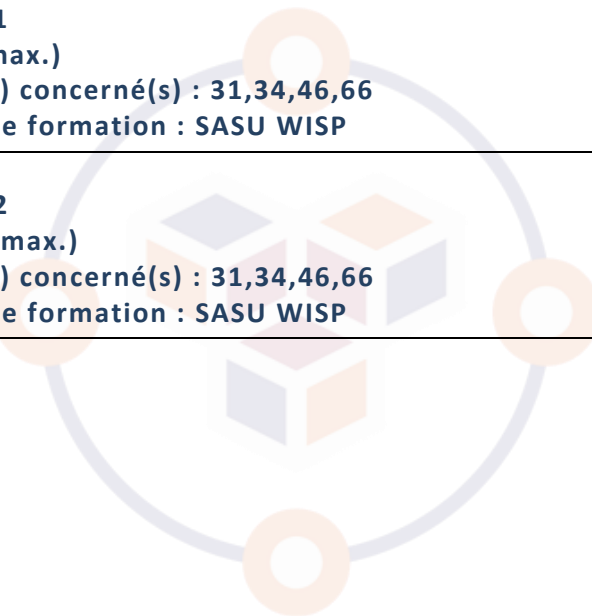 1
max.)
) concerné(s) : 31,34,46,66
e formation : SASU WISP
2
max.)
) concerné(s) : 31,34,46,66
e formation : SASU WISP